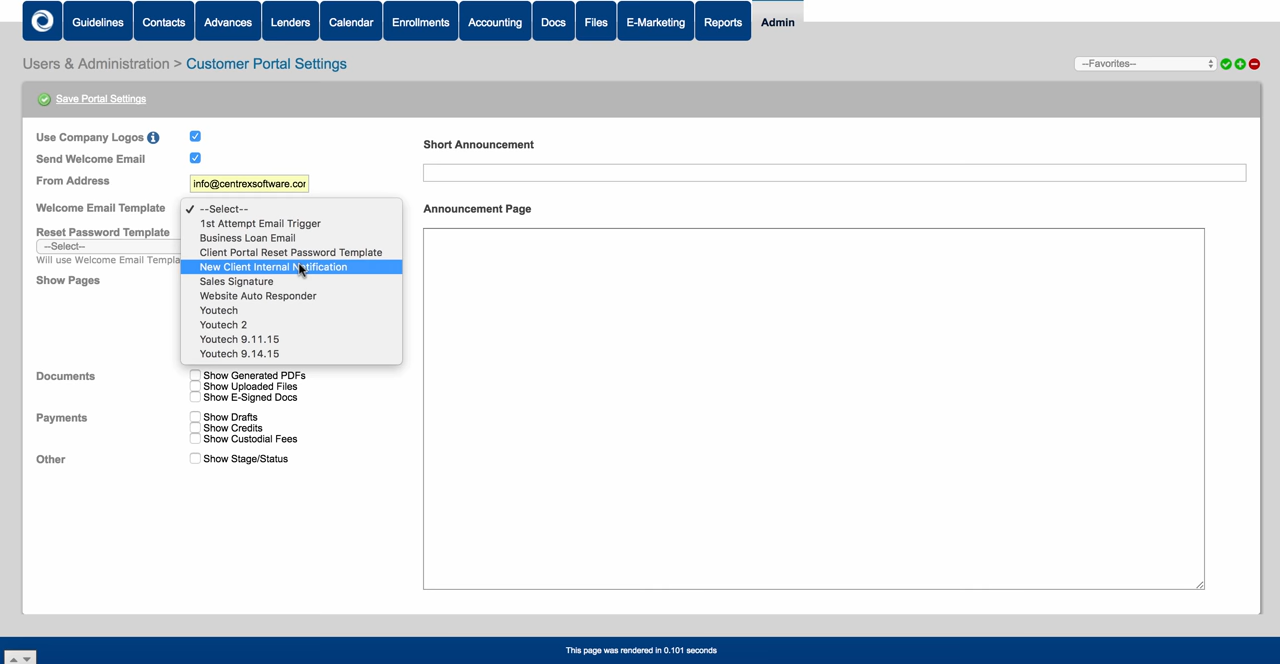 Guidelines Contacts Advances Lenders Calendar Enrollments Accounting Docs Files E-Marketing Reports Admin
Users & Administration > Customer Portal Settings
--Favorites--
Save Portal Settings
Use Company Logos
Send Welcome Email
From Address
info@centrexsoftware.cor
Welcome Email Template
--Select--
1st Attempt Email Trigger
Business Loan Email
Client Portal Reset Password Template
New Client Internal Notification
Sales Signature
Website Auto Responder
Youtech
Youtech 2
Youtech 9.11.15
Youtech 9.14.15
Reset Password Template
--Select--
Will use Welcome Email Templa
Show Pages
Documents
Show Generated PDFs
Show Uploaded Files
Show E-Signed Docs
Payments
Show Drafts
Show Credits
Show Custodial Fees
Other
Show Stage/Status
Short Announcement
Announcement Page
This page was rendered in 0.101 seconds